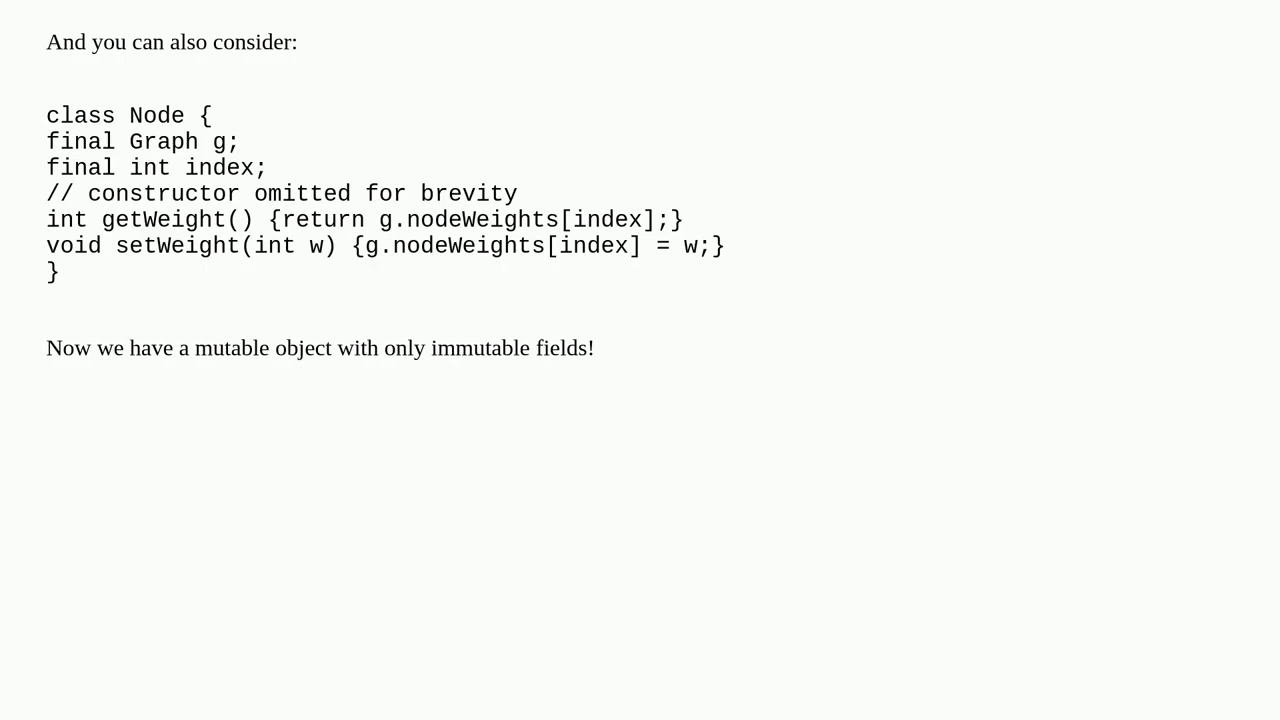 And you can also consider:
class Node {
final Graph g;
final int index;
// constructor omitted for brevity
int getWeight() {return g.nodeWeights[index];}
void setWeight(int w) {g.nodeWeights[index] = w;}
}
Now we have a mutable object with only immutable fields!